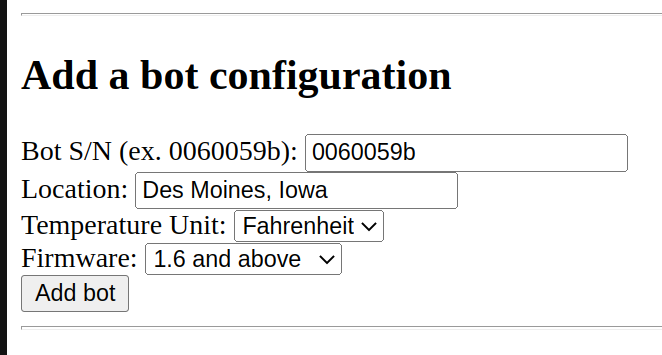 Add a bot configuration
Bot S/N (ex. 0060059b): 0060059b
Location: Des Moines, Iowa
Temperature Unit: Fahrenheit
Firmware: 1.6 and above
Add bot